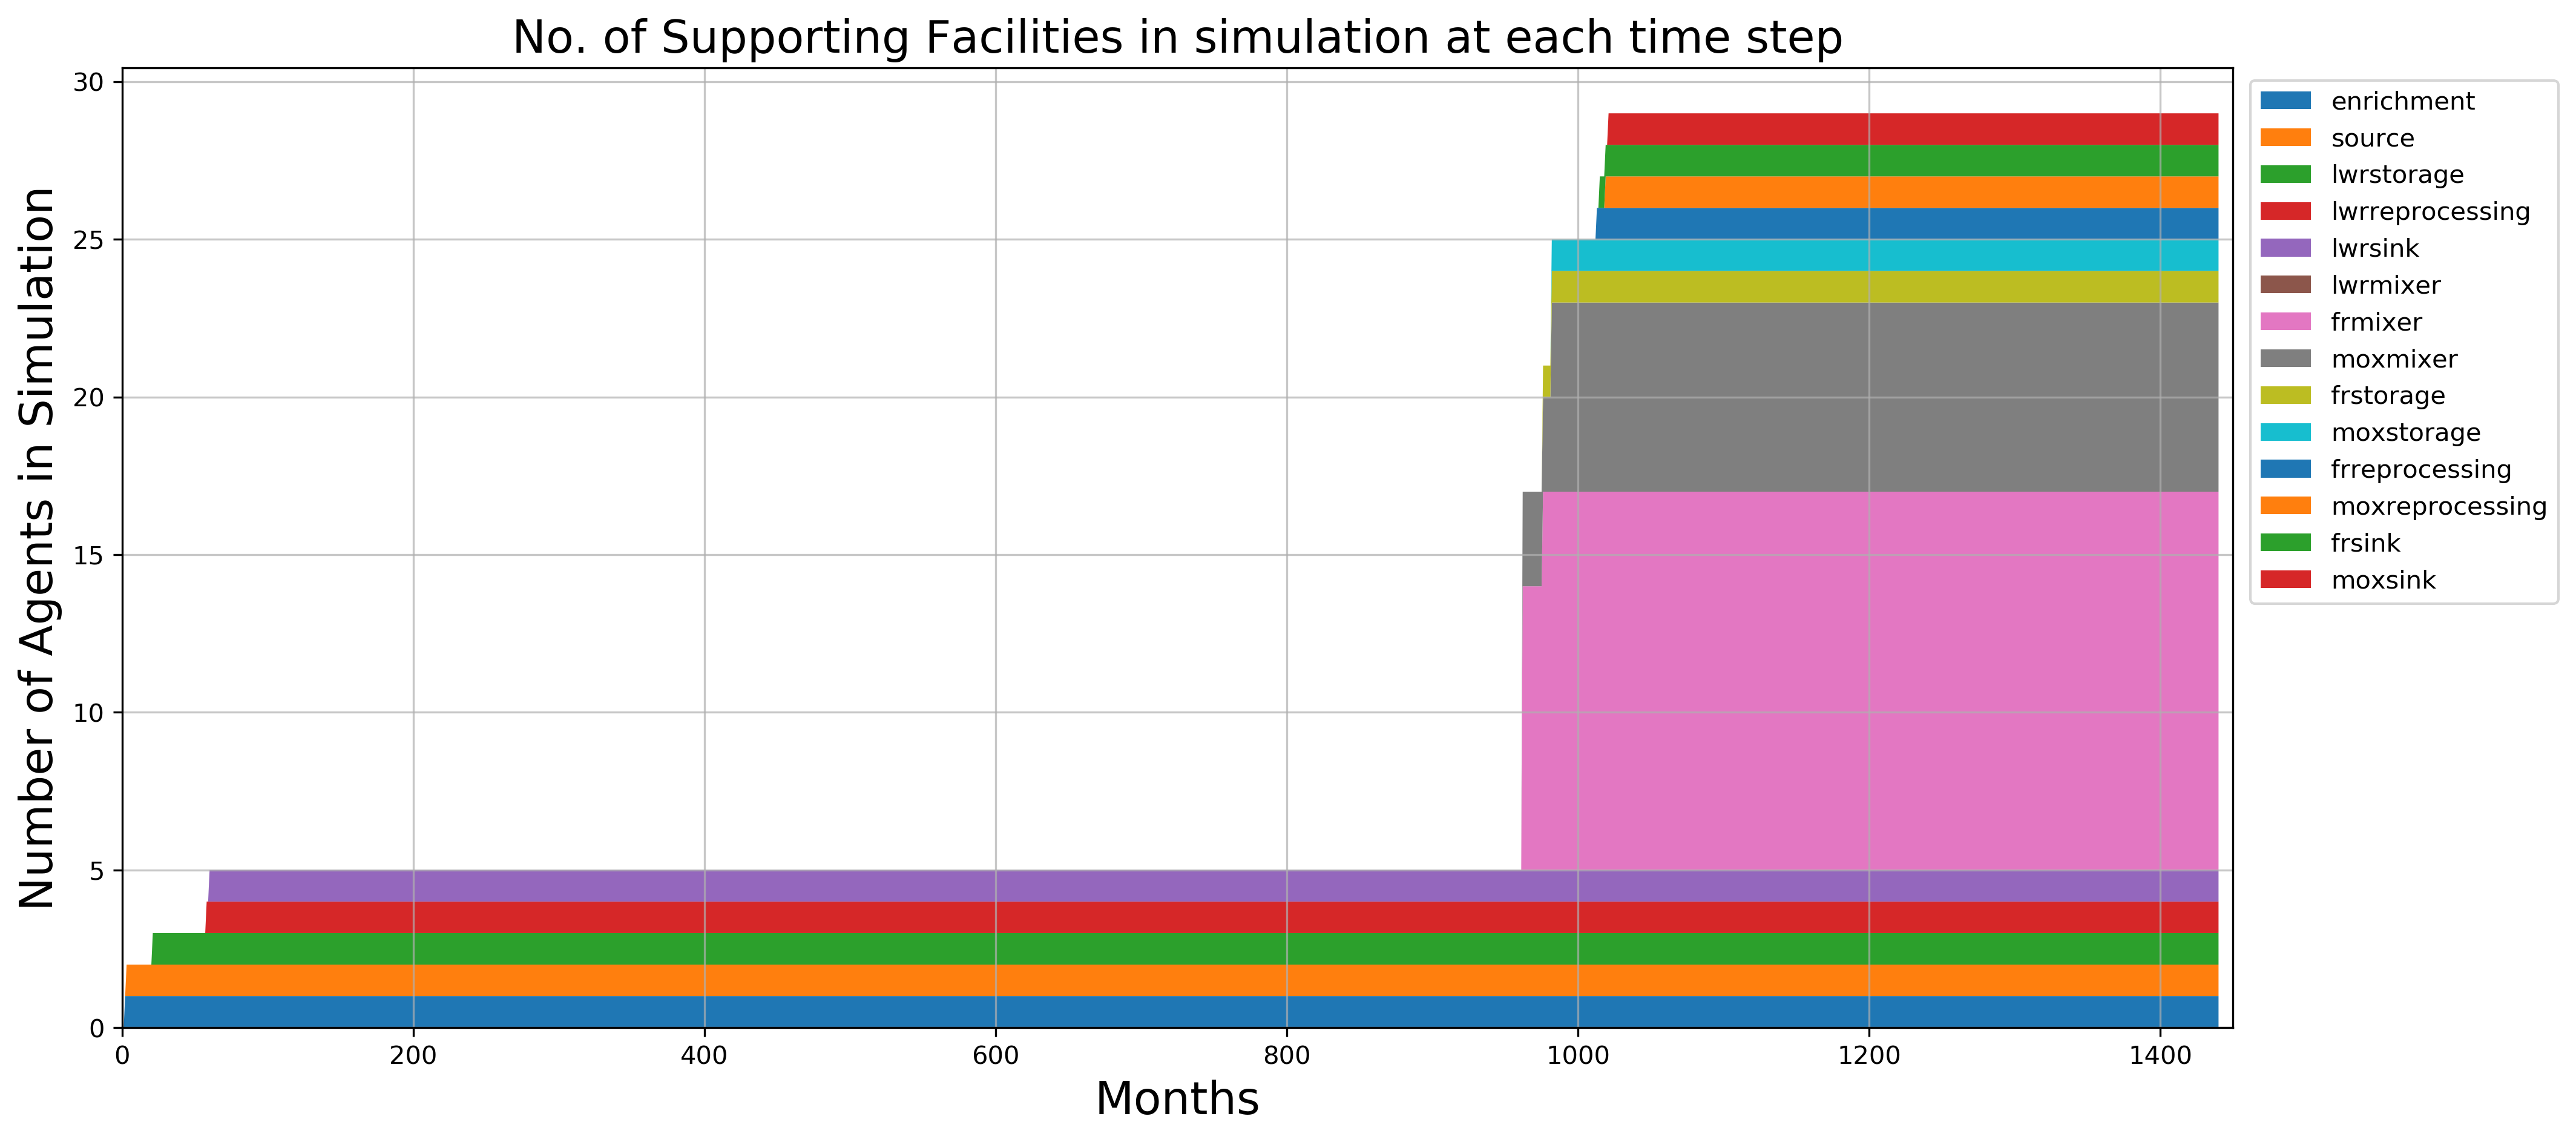 No. of Supporting Facilities in simulation at each time step
Number of Agents in Simulation
30
25
20
15
10
5
0
0 200 400 600 800 1000 1200 1400
Months
enrichment
source
lwrstorage
lwrreprocessing
lwrsink
lwrmixer
frmixer
moxmixer
frstorage
moxstorage
frreprocessing
moxreprocessing
frsink
moxsink